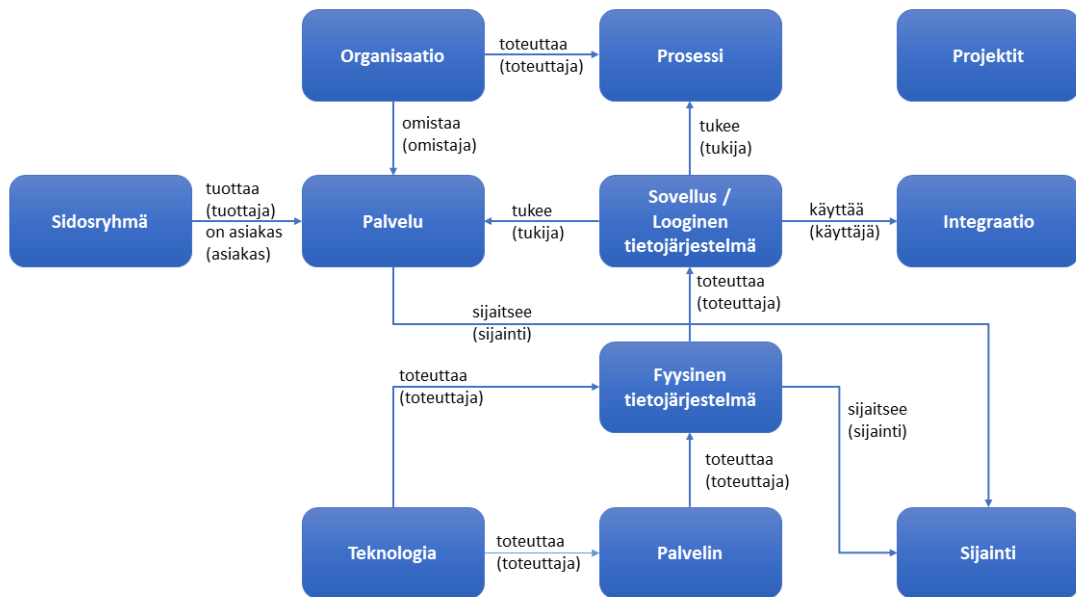 Organisaatio
toteuttaa
(toteuttaja)
Prosessi
Projektit
omistaa
(omistaja)
tukee
(tukija)
Sidosryhmä
tuottaa
(tuottaja)
on asiakas
(asiakas)
Palvelu
tukee
(tukija)
Sovellus /
Looginen
tietojärjestelmä
käyttää
(käyttäjä)
Integraatio
toteuttaa
(toteuttaja)
sijaitsee
(sijainti)
toteuttaa
(toteuttaja)
Fyysinen
tietojärjestelmä
sijaitsee
(sijainti)
toteuttaa
(toteuttaja)
Teknologia
toteuttaa
(toteuttaja)
Palvelin
Sijainti